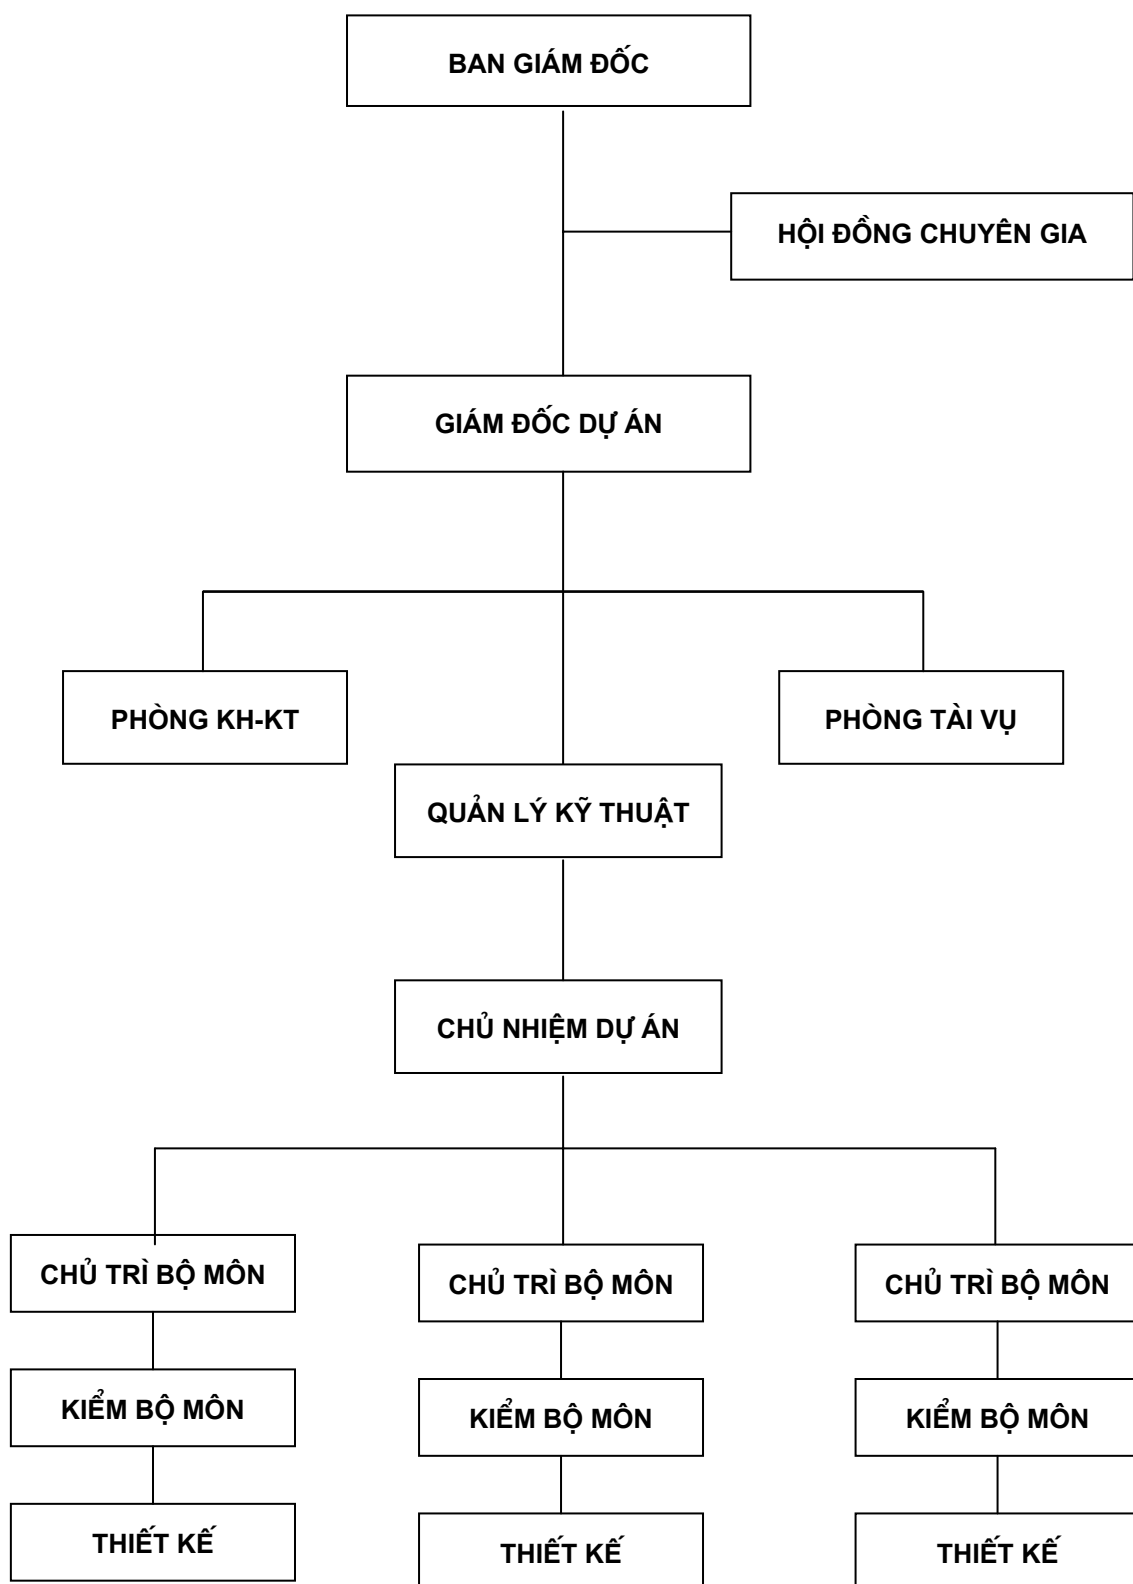 BAN GIÁM ĐỐC
HỘI ĐỒNG CHUYÊN GIA
GIÁM ĐỐC DỰ ÁN
PHÒNG KH-KT
PHÒNG TÀI VỤ
QUẢN LÝ KỸ THUẬT
CHỦ NHIỆM DỰ ÁN
CHỦ TRÌ BỘ MÔN
CHỦ TRÌ BỘ MÔN
CHỦ TRÌ BỘ MÔN
KIỂM BỘ MÔN
KIỂM BỘ MÔN
KIỂM BỘ MÔN
THIẾT KẾ
THIẾT KẾ
THIẾT KẾ